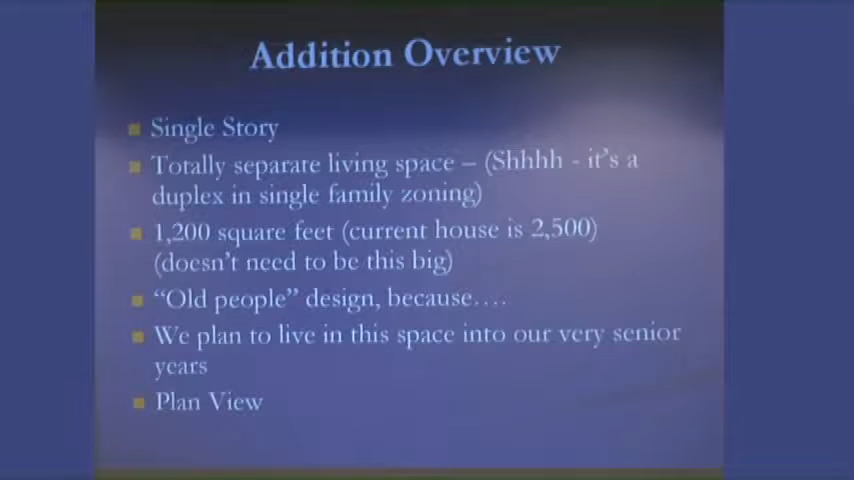 Addition Overview
Single Story
Totally separate living space – (Shhhh - it's a
duplex in single family zoning)
1,200 square feet (current house is 2,500)
(doesn't need to be this big)
"Old people" design, because….
We plan to live in this space into our very senior
years
Plan View